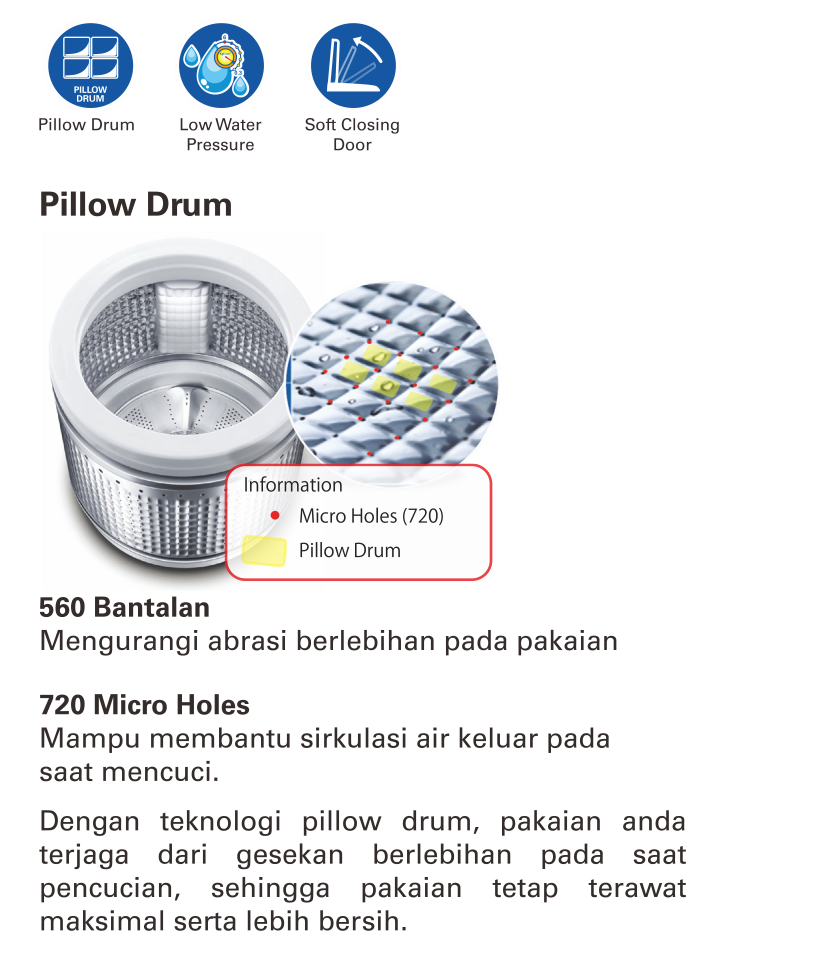 PILLOW
DRUM
Pillow Drum
Low Water
Pressure
Soft Closing
Door
Pillow Drum
Information
Micro Holes (720)
Pillow Drum
560 Bantalan
Mengurangi abrasi berlebihan pada pakaian
720 Micro Holes
Mampu membantu sirkulasi air keluar pada
saat mencuci.
Dengan teknologi pillow drum, pakaian anda
terjaga dari gesekan berlebihan pada saat
pencucian, sehingga pakaian tetap terawat
maksimal serta lebih bersih.